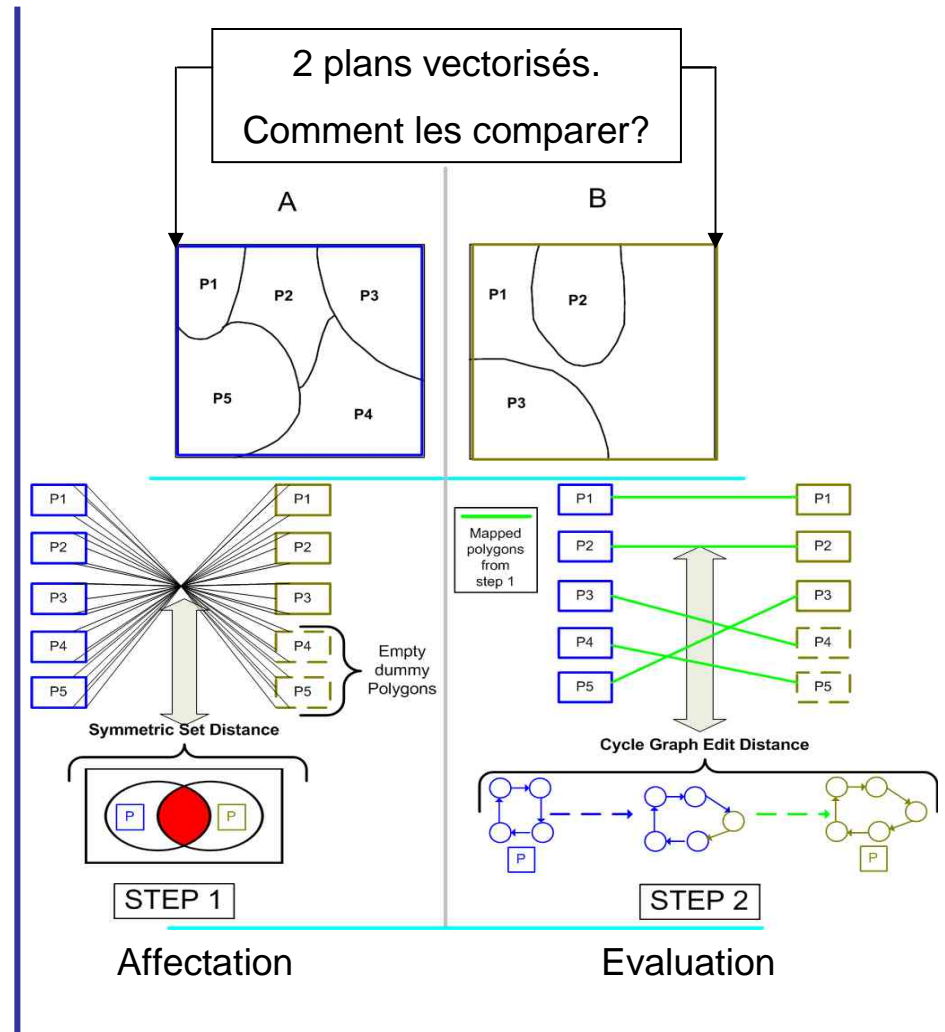 2 plans vectorisés.
Comment les comparer?
A
B
P1
P2
P3
P5
P4
P1
P2
P3
P1
P2
P3
P4
P5
P1
P2
P3
P4
P5
Empty
dummy
Polygons
Symmetric Set Distance
P
P
STEP 1
Affectation
Mapped
polygons
from
step 1
P1
P2
P3
P4
P5
P1
P2
P3
P4
P5
Cycle Graph Edit Distance
P
P
STEP 2
Evaluation